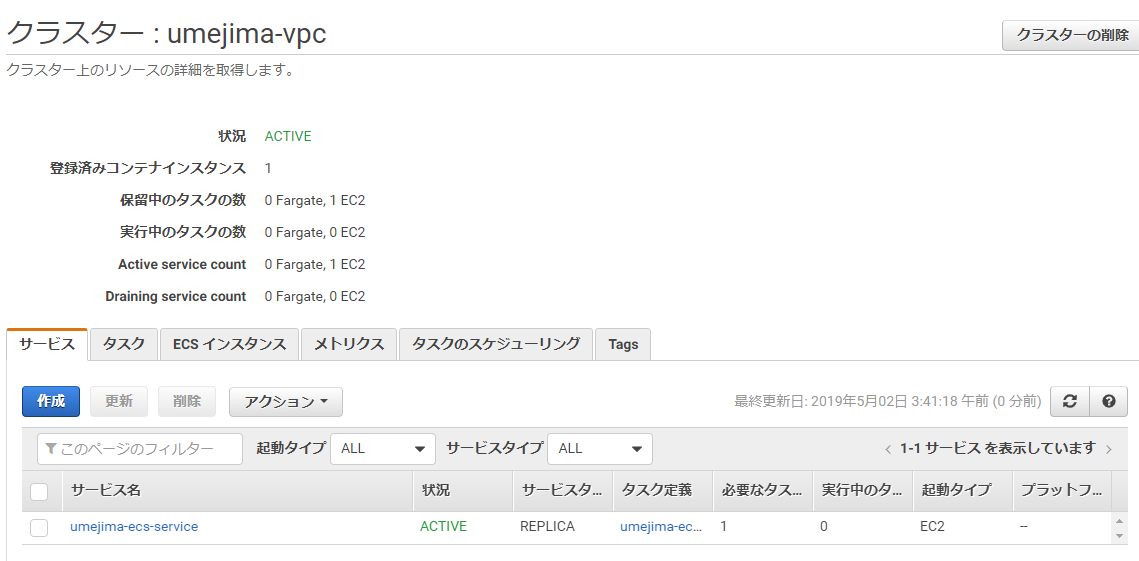 クラスター : umejima-vpc
クラスターの削除
クラスター上のリソースの詳細を取得します。
状況 ACTIVE
登録済みコンテナインスタンス 1
保留中のタスクの数 0 Fargate, 1 EC2
実行中のタスクの数 0 Fargate, 0 EC2
Active service count 0 Fargate, 1 EC2
Draining service count 0 Fargate, 0 EC2
サービス タスク ECS インスタンス メトリクス タスクのスケジューリング Tags
作成 更新 削除 アクション 最終更新日: 2019年5月02日 3:41:18 午前 (0 分前)
このページのフィルター 起動タイプ ALL サービスタイプ ALL 1-1 サービス を表示しています
サービス名 状況 サービスタ... タスク定義 必要なタス... 実行中のタ... 起動タイプ プラットフ...
umejima-ecs-service ACTIVE REPLICA umejima-ec... 1 0 EC2 --